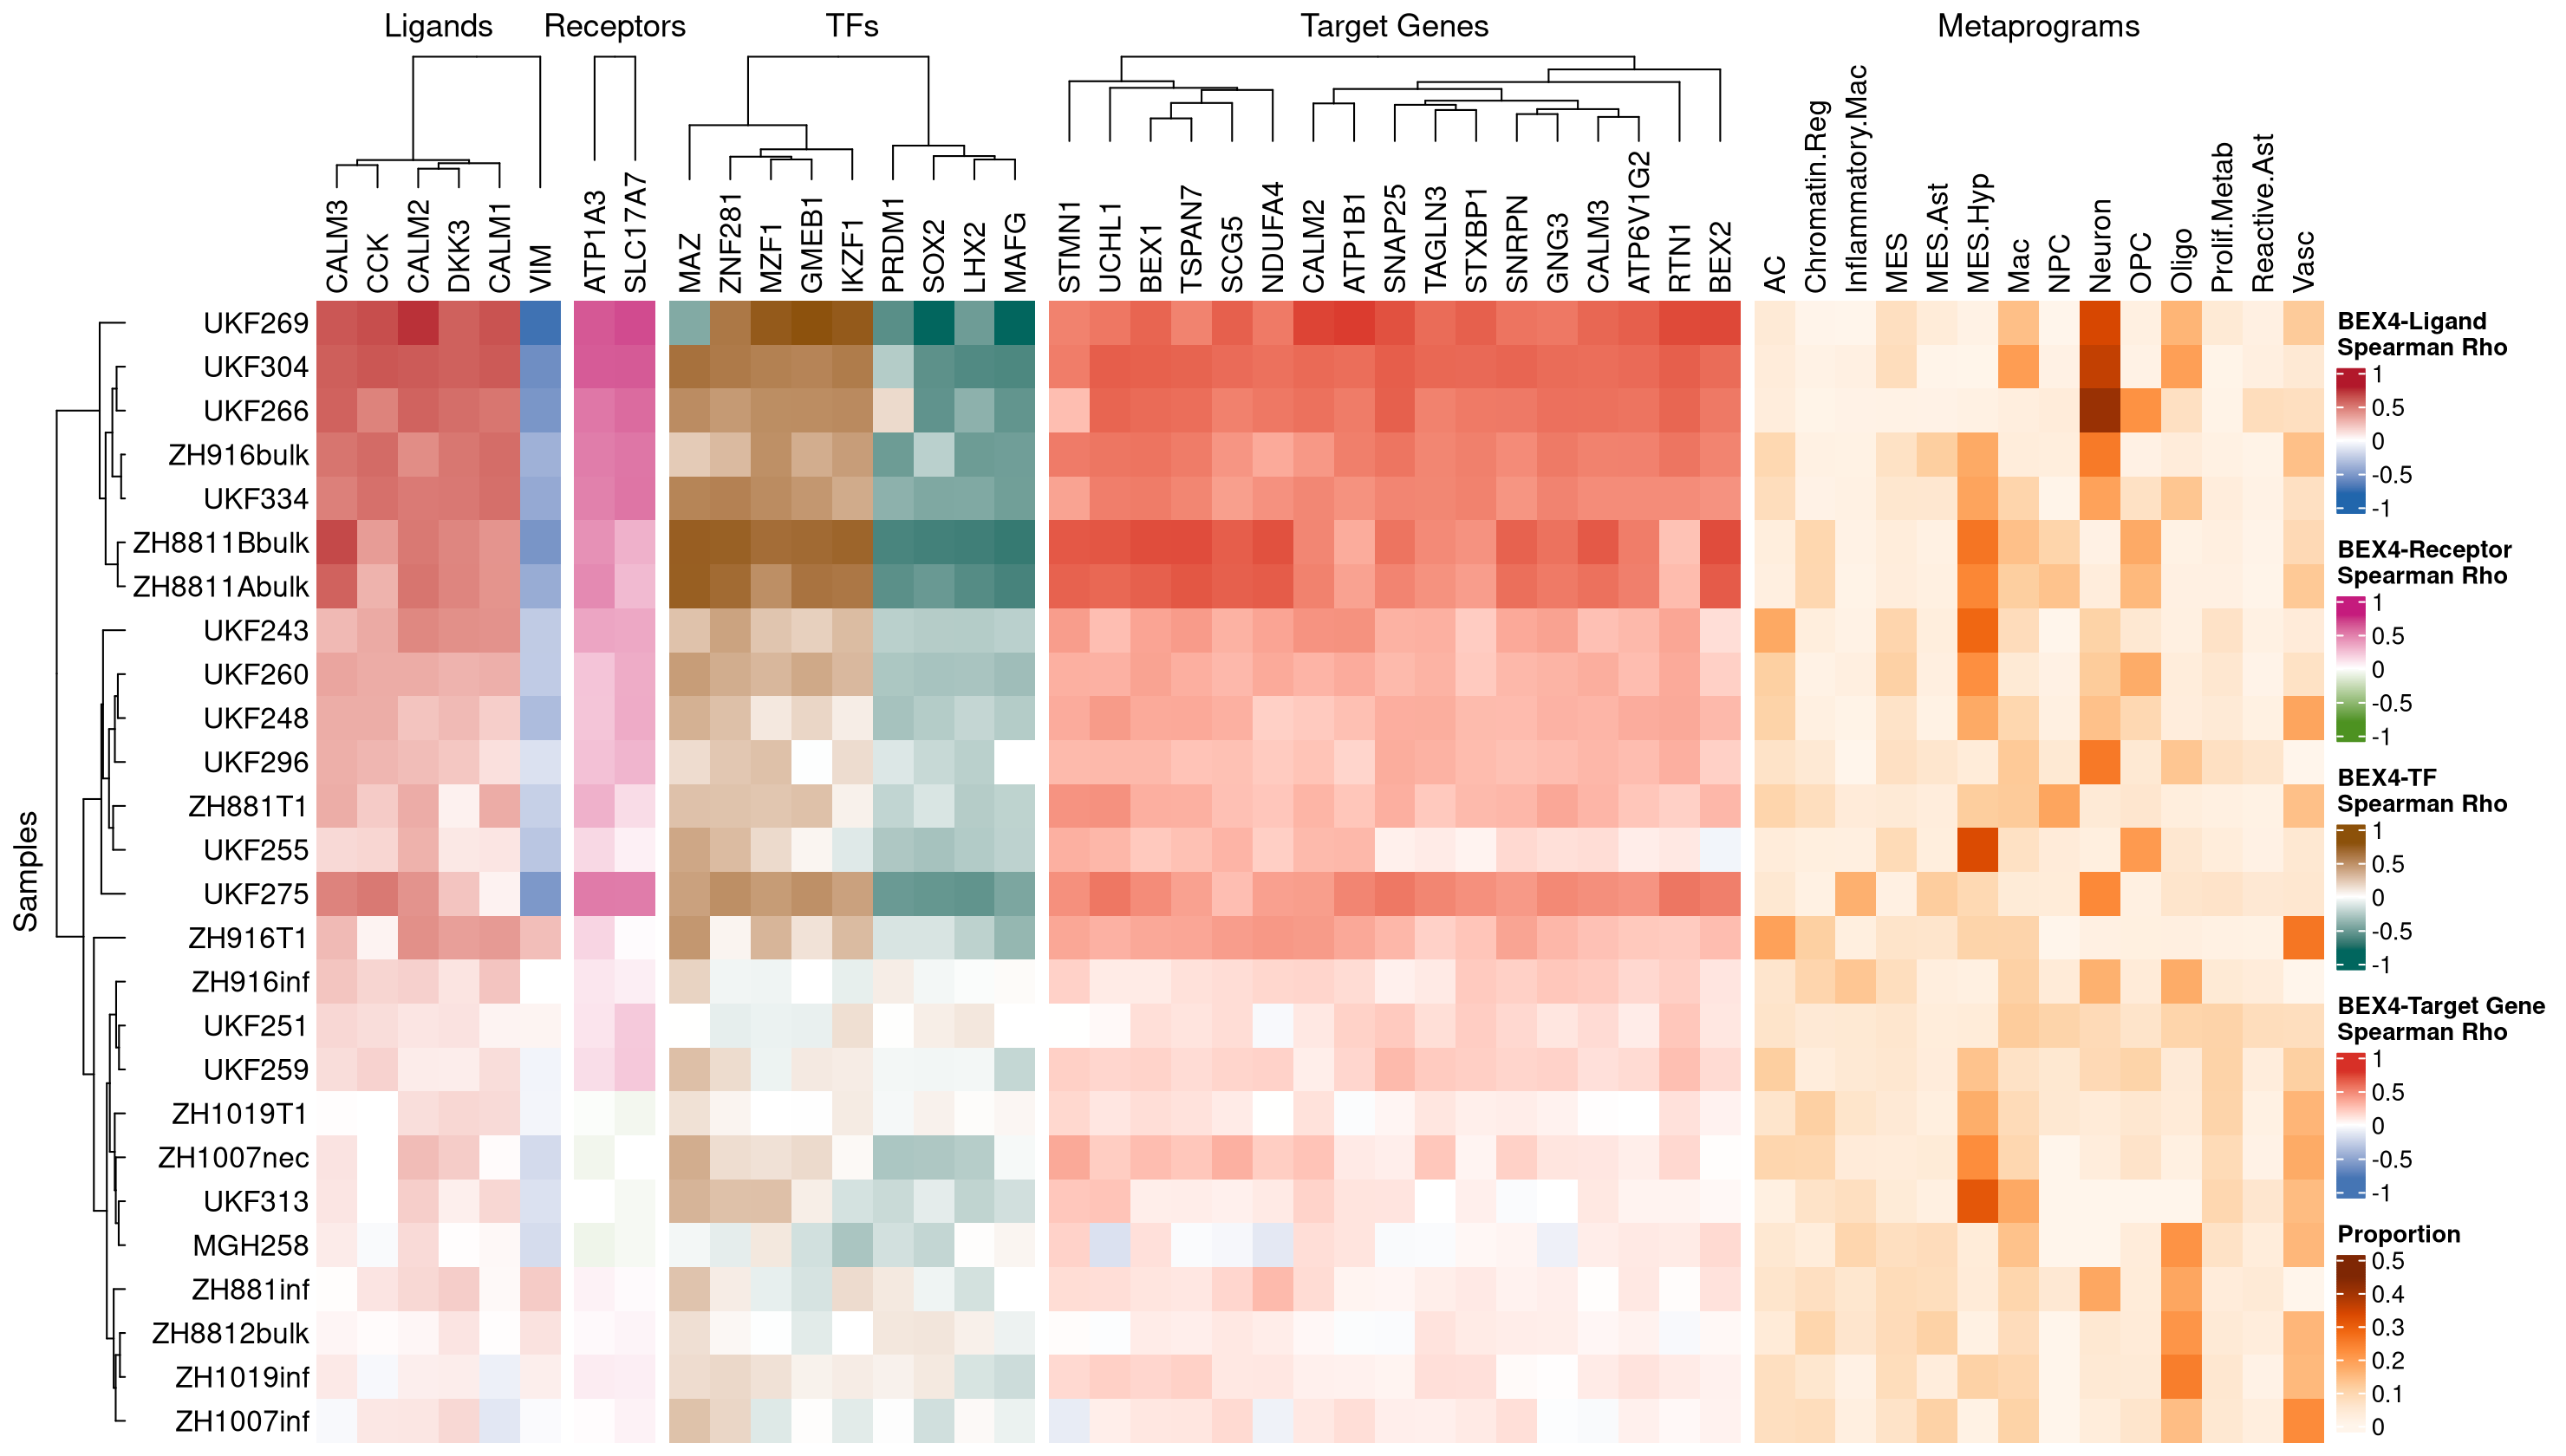 Ligands Receptors TFs Target Genes Metaprograms
CALM3 CCK CALM2 DKK3 CALM1 VIM ATP1A3 SLC17A7 MAZ ZNF281 MZF1 GMEB1 IKZF1 PRDM1 SOX2 LHX2 MAFG STMN1 UCHL1 BEX1 TSPAN7 SCG5 NDUFA4 CALM2 ATP1B1 SNAP25 TAGLN3 STXBP1 SNRPN GNG3 CALM3 ATP6V1G2 RTN1 BEX2 AC Chromatin.Reg Inflammatory.Mac MES MES.Ast MES.Hyp Mac NPC Neuron OPC Oligo Prolif.Metab Reactive.Ast Vasc
Samples
UKF269
UKF304
UKF266
ZH916bulk
UKF334
ZH8811Bbulk
ZH8811Abulk
UKF243
UKF260
UKF248
UKF296
ZH881T1
UKF255
UKF275
ZH916T1
ZH916inf
UKF251
UKF259
ZH1019T1
ZH1007nec
UKF313
MGH258
ZH881inf
ZH8812bulk
ZH1019inf
ZH1007inf
BEX4-Ligand
Spearman Rho
1
0.5
0
-0.5
-1
BEX4-Receptor
Spearman Rho
1
0.5
0
-0.5
-1
BEX4-TF
Spearman Rho
1
0.5
0
-0.5
-1
BEX4-Target Gene
Spearman Rho
1
0.5
0
-0.5
-1
Proportion
0.5
0.4
0.3
0.2
0.1
0